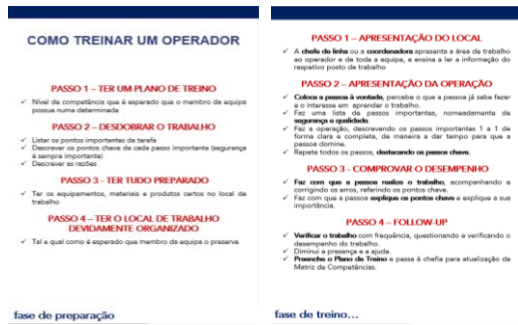 COMO TREINAR UM OPERADOR
PASSO 1 – TER UM PLANO DE TREINO
✓ Nível de competência que é esperado que o membro da equipa
possue numa determinada
PASSO 2 – DESDOBRAR O TRABALHO
✓ Listar os pontos importantes da tarefa
✓ Descrever os pontos chave de cada passo importante (segurança
é sempre importante)
✓ Descrever as razões
PASSO 3 - TER TUDO PREPARADO
✓ Ter os equipamentos, materiais e produtos certos no local de
trabalho
PASSO 4 – TER O LOCAL DE TRABALHO
DEVIDAMENTE ORGANIZADO
✓ Tal e qual como é esperado que membro da equipa o preserve
fase de preparação
PASSO 1 – APRESENTAÇÃO DO LOCAL
✓ A chefe de linha ou a coordenadora apresenta a área de trabalho
ao operador e de toda a equipa, e ensina a ler a informação do
respetivo posto de trabalho
PASSO 2 – APRESENTAÇÃO DA OPERAÇÃO
✓ Coloca a pessoa à vontade, percebe o que a pessoa já sabe fazer
e o interesse em aprender o trabalho.
✓ Faz uma lista de passos importantes, nomeadamente de
segurança e qualidade.
✓ Faz a operação, descrevendo os passos importantes 1 a 1 de
forma clara e completa, de maneira a dar tempo para que a
pessoa domina.
✓ Repete todos os passos, destacando os passos chave.
PASSO 3 - COMPROVAR O DESEMPENHO
✓ Faz com que a pessoa realiza o trabalho, acompanhando e
corrigindo os erros, referindo os pontos chave.
✓ Faz com que a pessoa explique os pontos chave e explique a sua
importância.
PASSO 4 – FOLLOW-UP
✓ Verificar o trabalho com frequência, questionando e verificando o
desempenho do trabalho.
✓ Diminui a presença e a ajuda.
✓ Preenche o Plano de Treino e passa à chefia para atualização da
Matriz de Competências.
fase de treino...